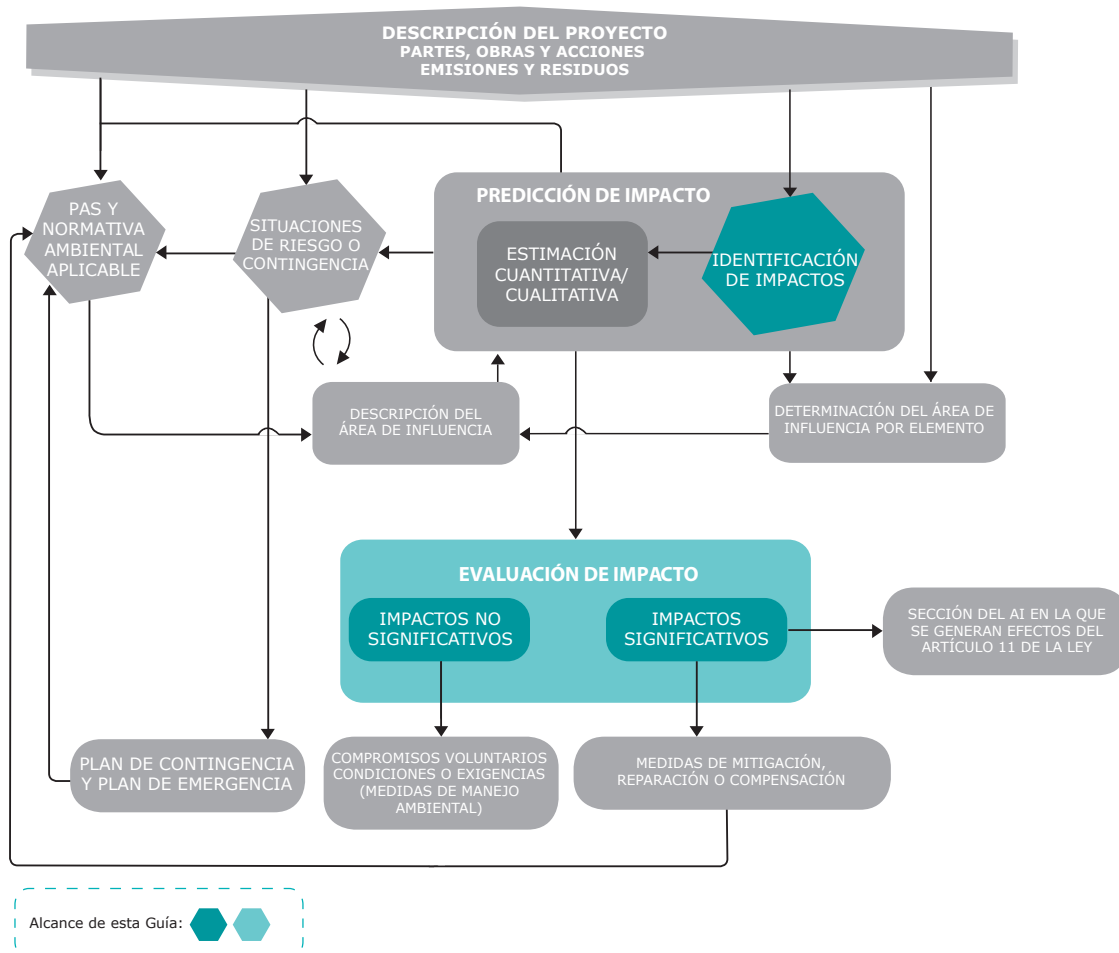 DESCRIPCIÓN DEL PROYECTO
PARTES, OBRAS Y ACCIONES
EMISIONES Y RESIDUOS
PAS Y
NORMATIVA
AMBIENTAL
APLICABLE
SITUACIONES
DE RIESGO O
CONTINGENCIA
PREDICCIÓN DE IMPACTO
ESTIMACIÓN
CUANTITATIVA/
CUALITATIVA
IDENTIFICACIÓN
DE IMPACTOS
DESCRIPCIÓN DEL
ÁREA DE INFLUENCIA
DETERMINACIÓN DEL ÁREA DE
INFLUENCIA POR ELEMENTO
EVALUACIÓN DE IMPACTO
IMPACTOS NO
SIGNIFICATIVOS
IMPACTOS
SIGNIFICATIVOS
SECCIÓN DEL AI EN LA QUE
SE GENERAN EFECTOS DEL
ARTÍCULO 11 DE LA LEY
PLAN DE CONTINGENCIA
Y PLAN DE EMERGENCIA
COMPROMISOS VOLUNTARIOS
CONDICIONES O EXIGENCIAS
(MEDIDAS DE MANEJO
AMBIENTAL)
MEDIDAS DE MITIGACIÓN,
REPARACIÓN O COMPENSACIÓN
Alcance de esta Guía: